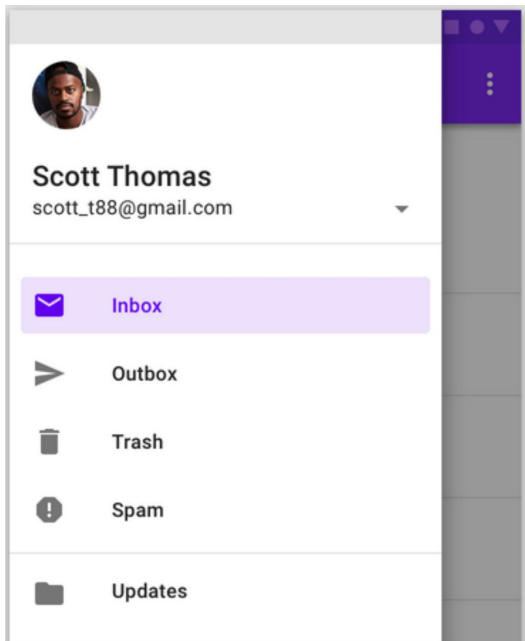 Scott Thomas
scott_t88@gmail.com
Inbox
Outbox
Trash
Spam
Updates